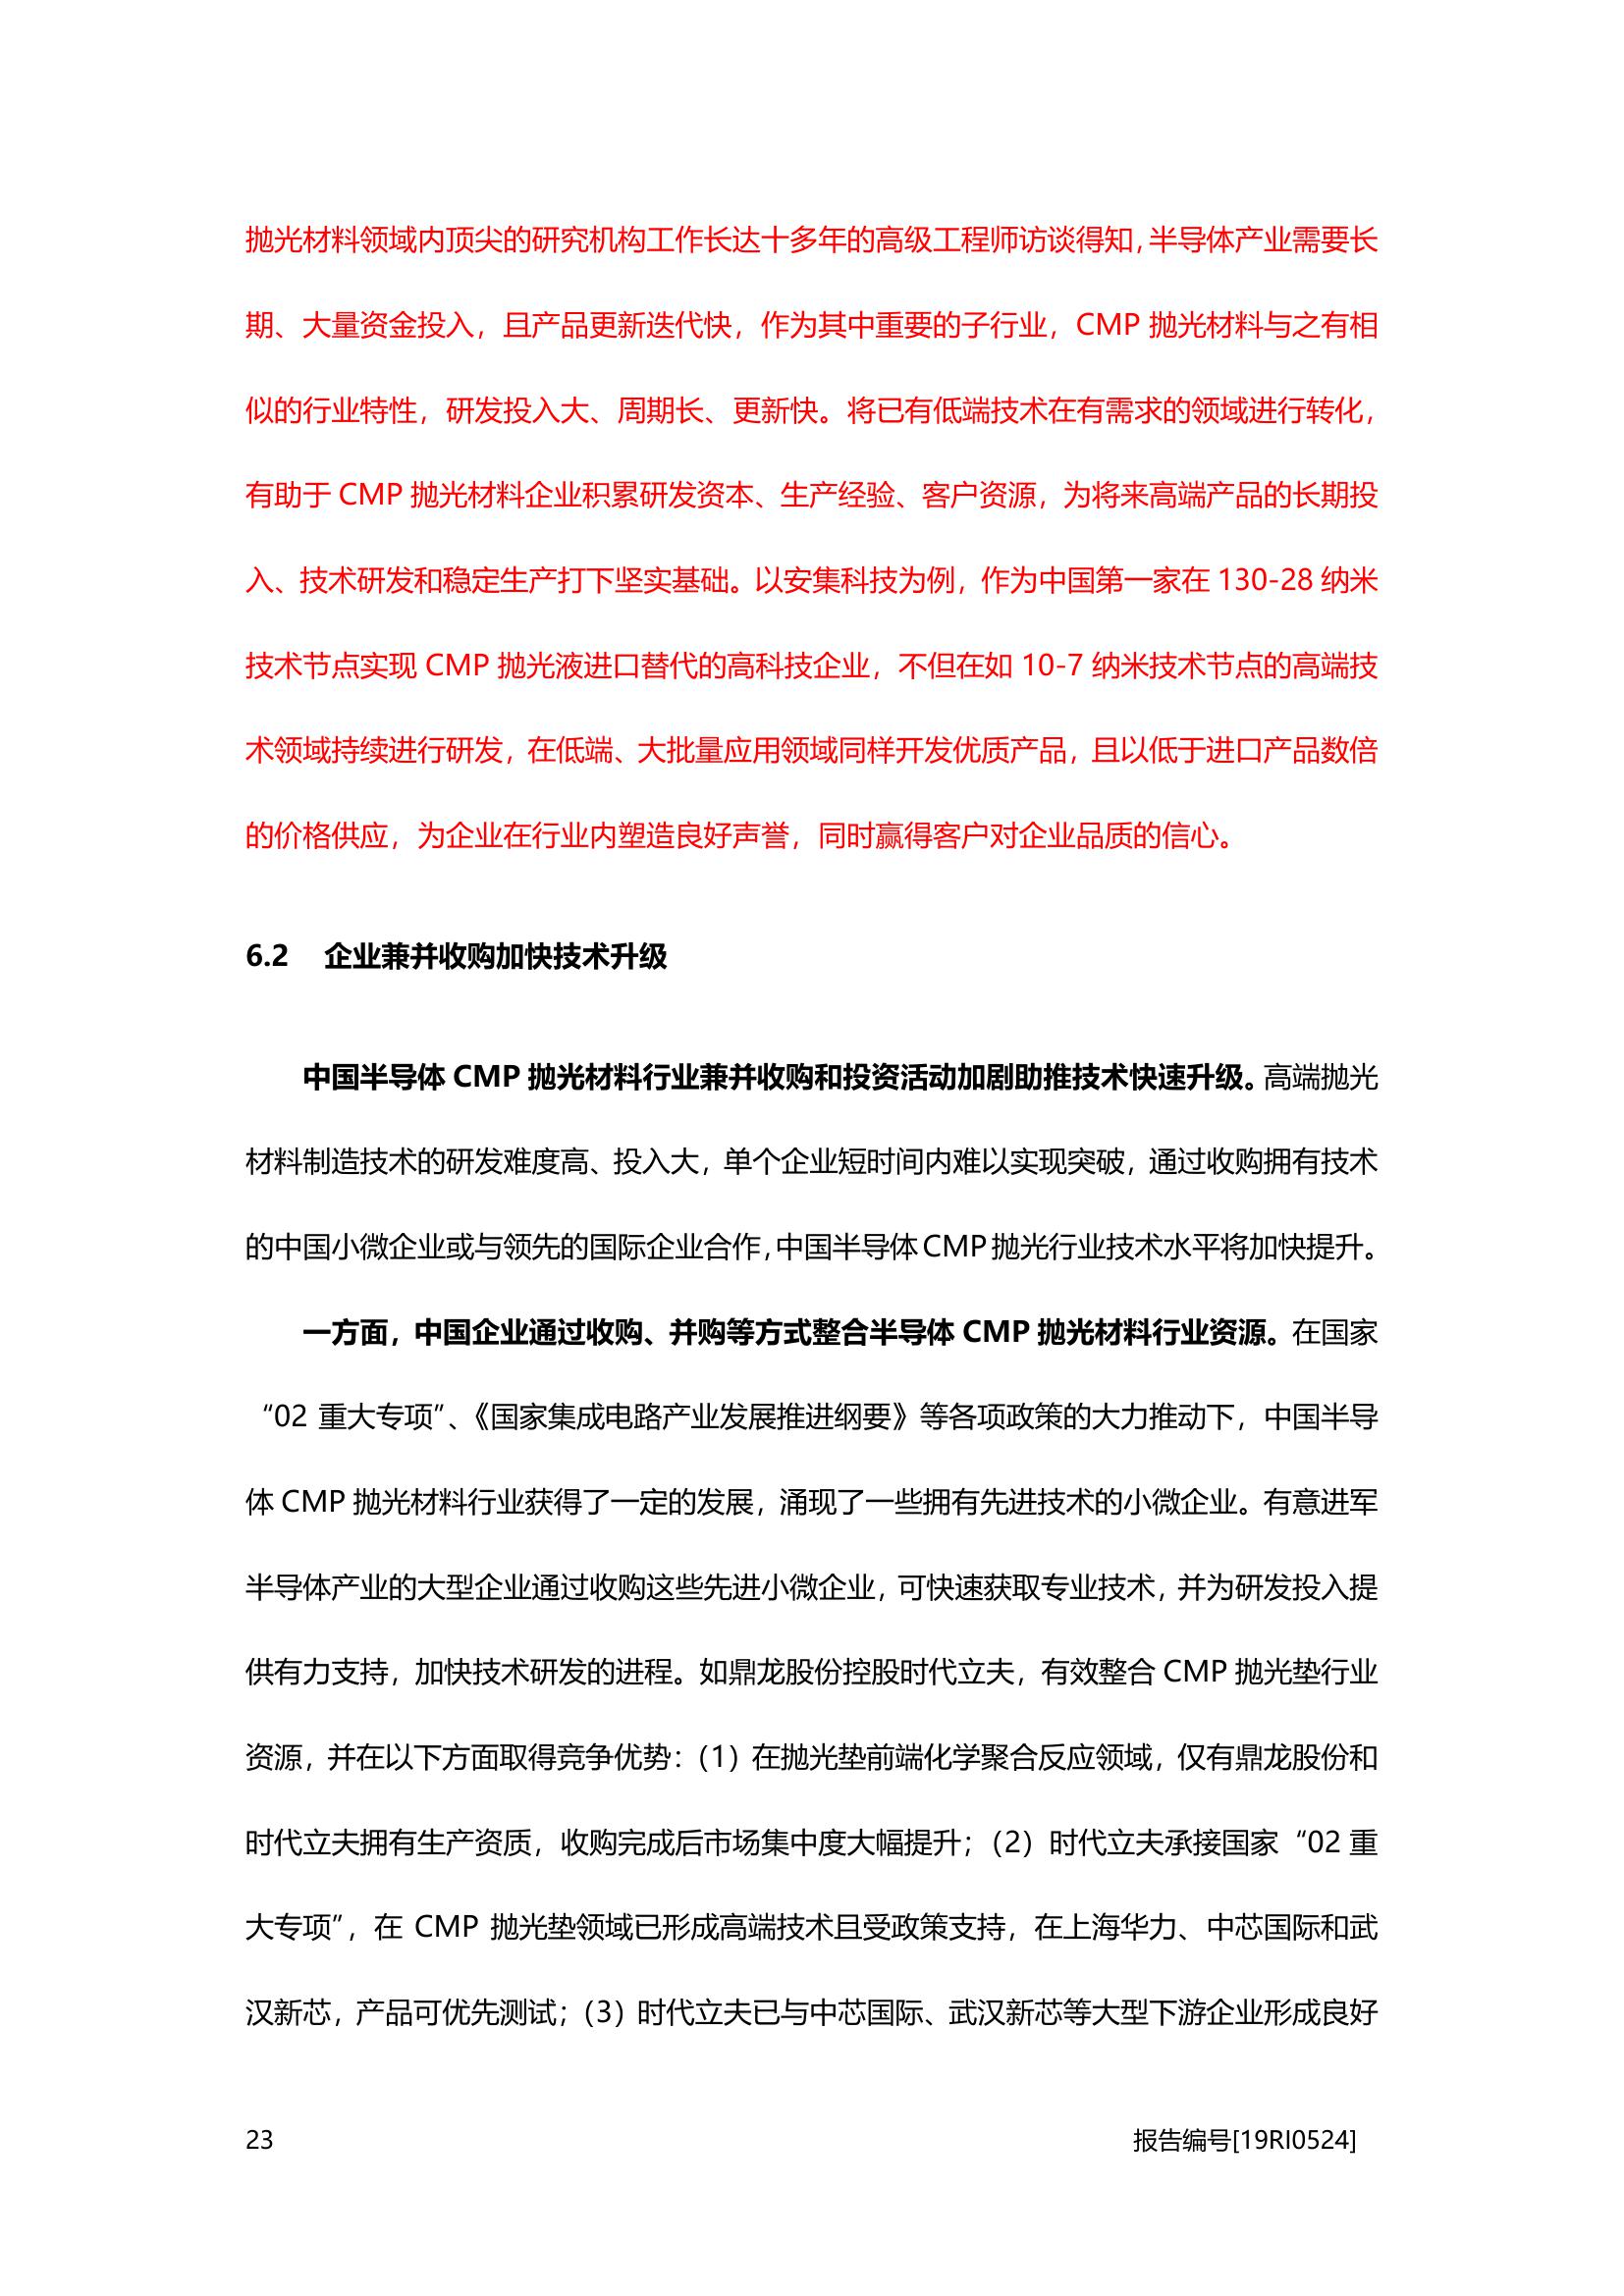 抛光材料领域内顶尖的研究机构工作长达十多年的高级工程师访谈得知，半导体产业需要长
期、大量资金投入，且产品更新迭代快，作为其中重要的子行业，CMP 抛光材料与之有相
似的行业特性，研发投入大、周期长、更新快。将已有低端技术在有需求的领域进行转化，
有助于 CMP 抛光材料企业积累研发资本、生产经验、客户资源，为将来高端产品的长期投
入、技术研发和稳定生产打下坚实基础。以安集科技为例，作为中国第一家在 130-28 纳米
技术节点实现 CMP 抛光液进口替代的高科技企业，不但在如 10-7 纳米技术节点的高端技
术领域持续进行研发，在低端、大批量应用领域同样开发优质产品，且以低于进口产品数倍
的价格供应，为企业在行业内塑造良好声誉，同时赢得客户对企业品质的信心。
6.2 企业兼并收购加快技术升级
中国半导体 CMP 抛光材料行业兼并收购和投资活动加剧助推技术快速升级。高端抛光
材料制造技术的研发难度高、投入大，单个企业短时间内难以实现突破，通过收购拥有技术
的中国小微企业或与领先的国际企业合作，中国半导体 CMP 抛光行业技术水平将加快提升。
一方面，中国企业通过收购、并购等方式整合半导体 CMP 抛光材料行业资源。在国家
“02 重大专项”、《国家集成电路产业发展推进纲要》等各项政策的大力推动下，中国半导
体 CMP 抛光材料行业获得了一定的发展，涌现了一些拥有先进技术的小微企业。有意进军
半导体产业的大型企业通过收购这些先进小微企业，可快速获取专业技术，并为研发投入提
供有力支持，加快技术研发的进程。如鼎龙股份控股时代立夫，有效整合 CMP 抛光垫行业
资源，并在以下方面取得竞争优势：（1）在抛光垫前端化学聚合反应领域，仅有鼎龙股份和
时代立夫拥有生产资质，收购完成后市场集中度大幅提升；（2）时代立夫承接国家“02 重
大专项”，在 CMP 抛光垫领域已形成高端技术且受政策支持，在上海华力、中芯国际和武
汉新芯，产品可优先测试；（3）时代立夫已与中芯国际、武汉新芯等大型下游企业形成良好
23 报告编号[19RI0524]